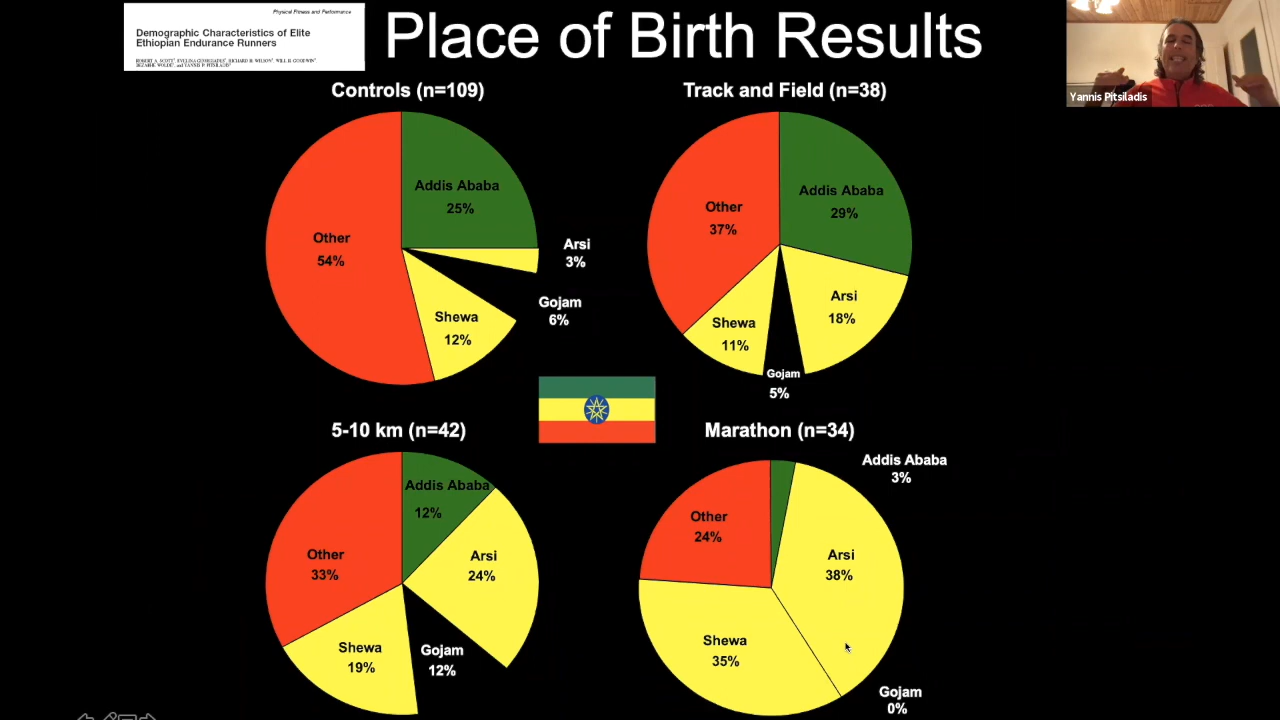 Physical Fitness and Performance
Demographic Characteristics of Elite
Ethiopian Endurance Runners
Place of Birth Results
Yannis Pitsiladis
Controls (n=109)
Addis Ababa
25%
Arsi
3%
Gojam
6%
Shewa
12%
Other
54%
Track and Field (n=38)
Addis Ababa
29%
Arsi
18%
Gojam
5%
Shewa
11%
Other
37%
5-10 km (n=42)
Addis Ababa
12%
Arsi
24%
Gojam
12%
Shewa
19%
Other
33%
Marathon (n=34)
Addis Ababa
3%
Arsi
38%
Gojam
0%
Shewa
35%
Other
24%